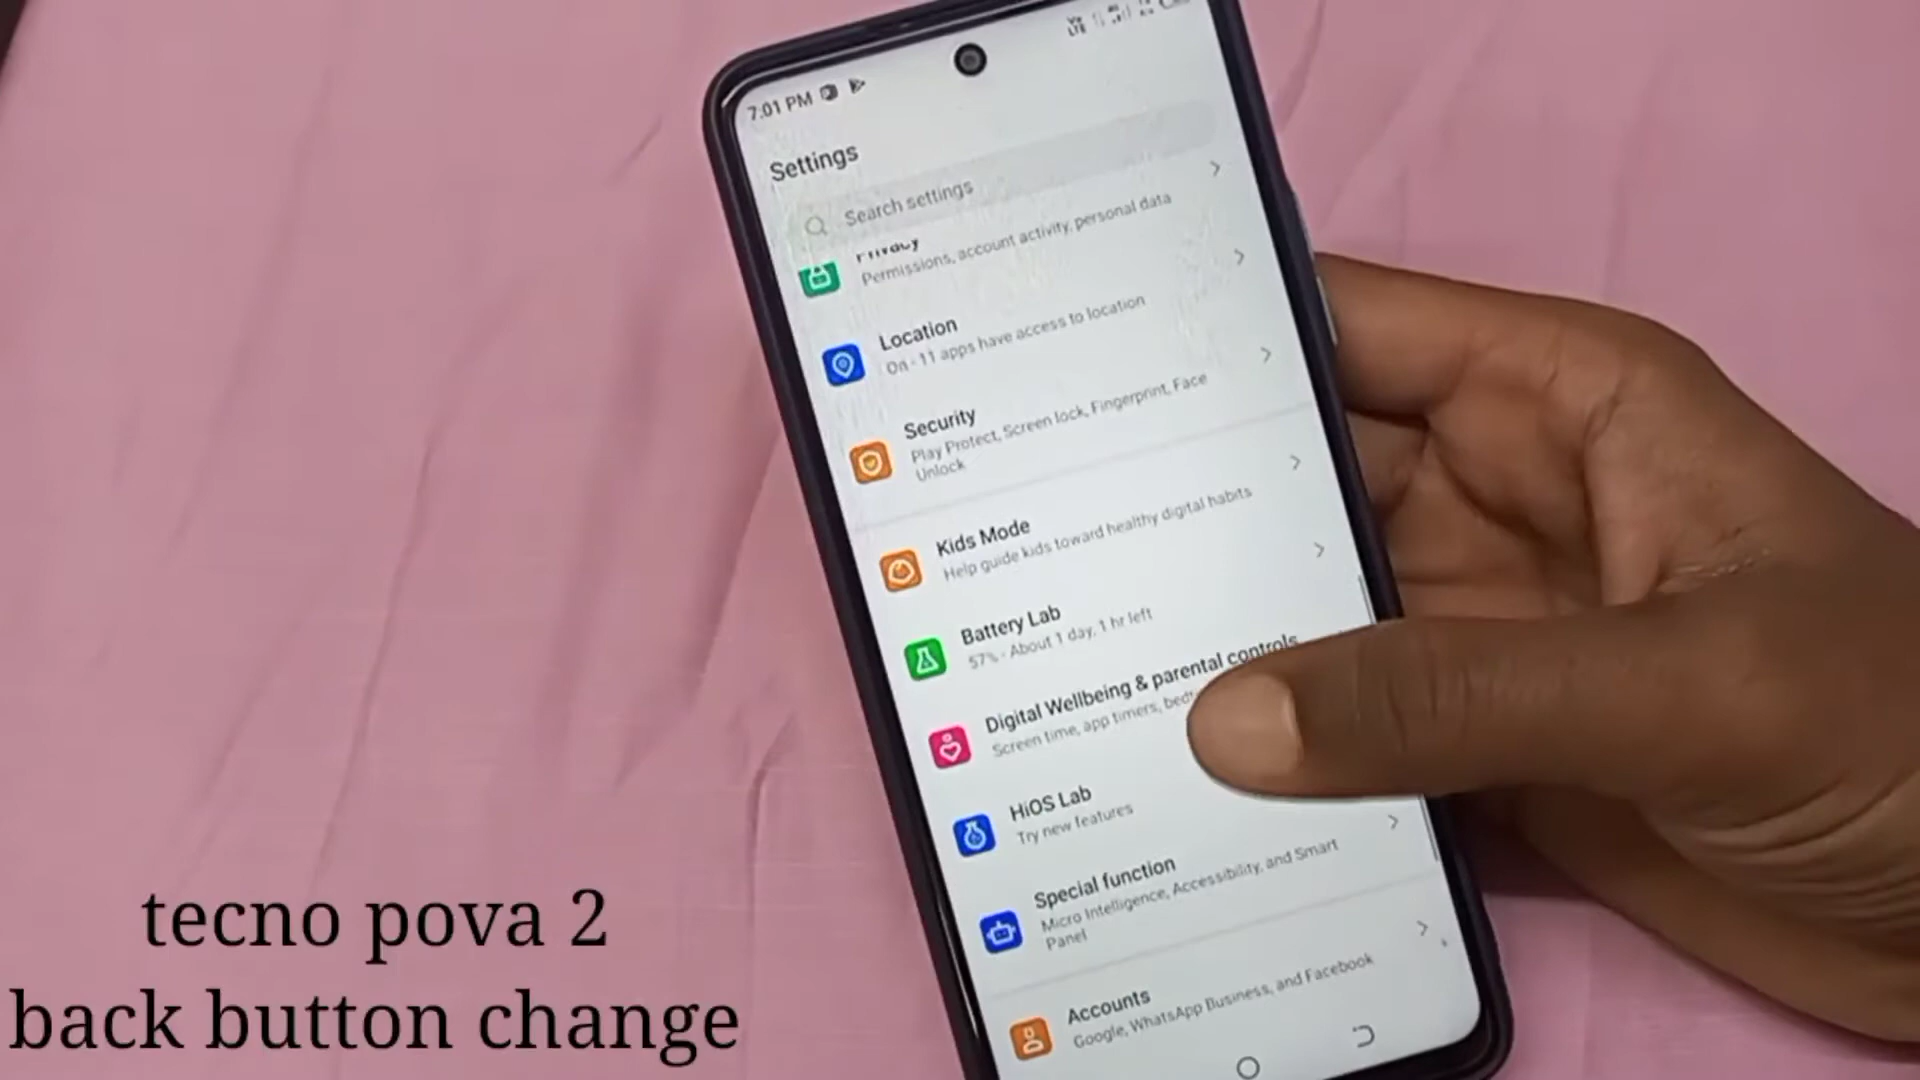 7:01 PM
Vo
LTE
Settings
Search settings
Privacy
Permissions, account activity, personal data
Location
On - 11 apps have access to location
Security
Play Protect, Screen lock, Fingerprint, Face
Unlock
Kids Mode
Help guide kids toward healthy digital habits
Battery Lab
57% - About 1 day, 1 hr left
Digital Wellbeing & parental controls
Screen time, app timers,
HiOS Lab
Try new features
Special function
Micro Intelligence, Accessibility, and Smart
Panel
Accounts
Google, WhatsApp Business, and Facebook
tecno pova 2
back button change